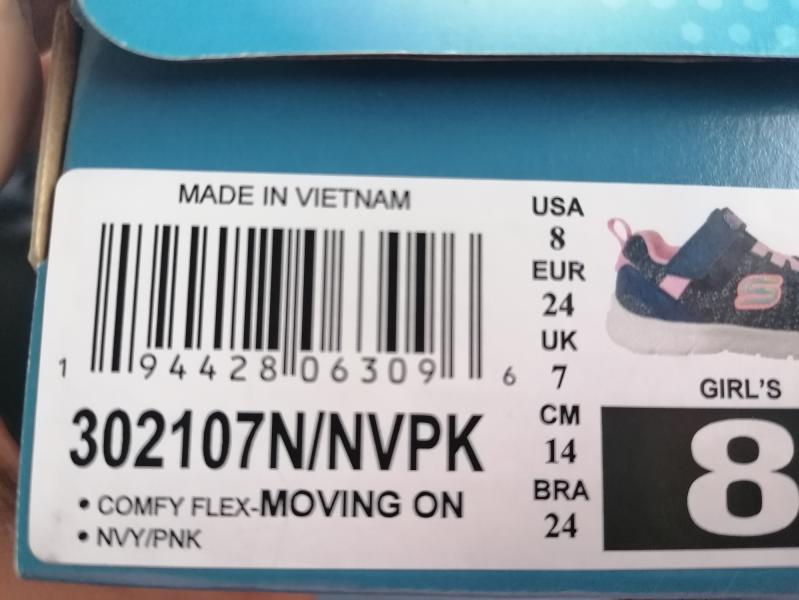 MADE IN VIETNAM
1 94428 06309 6
302107N/NVPK
• COMFY FLEX-MOVING ON
• NVY/PNK
USA
8
EUR
24
UK
7
CM
14
BRA
24
S
GIRL'S
8